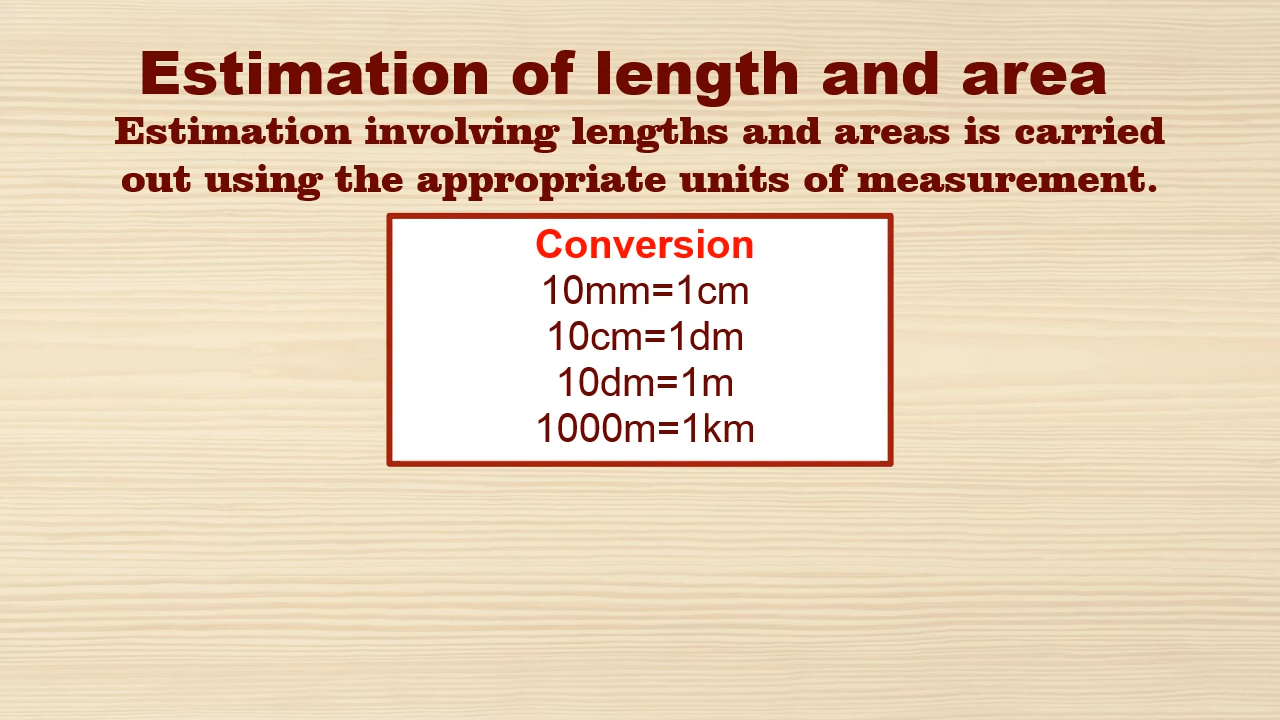 Estimation of length and area
Estimation involving lengths and areas is carried
out using the appropriate units of measurement.
Conversion
10mm=1cm
10cm=1dm
10dm=1m
1000m=1km